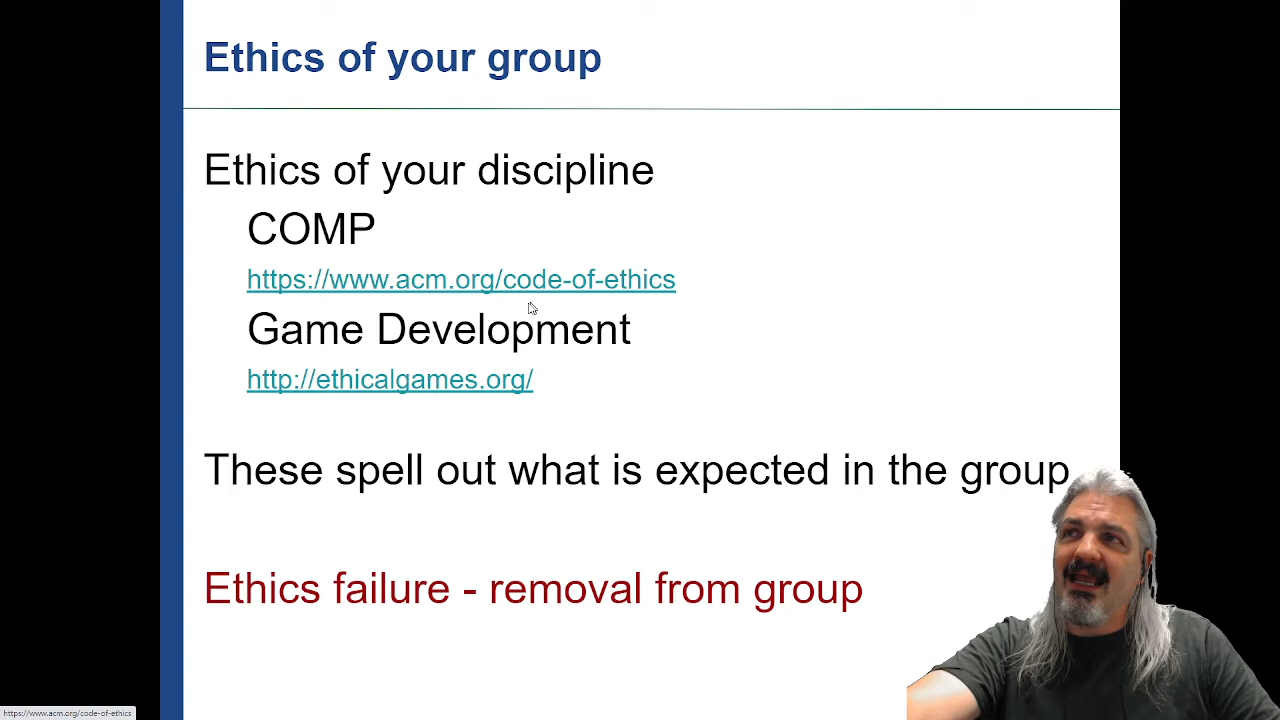 Ethics of your group
Ethics of your discipline
COMP
https://www.acm.org/code-of-ethics
Game Development
http://ethicalgames.org/
These spell out what is expected in the group
Ethics failure - removal from group
https://www.acm.org/code-of-ethics